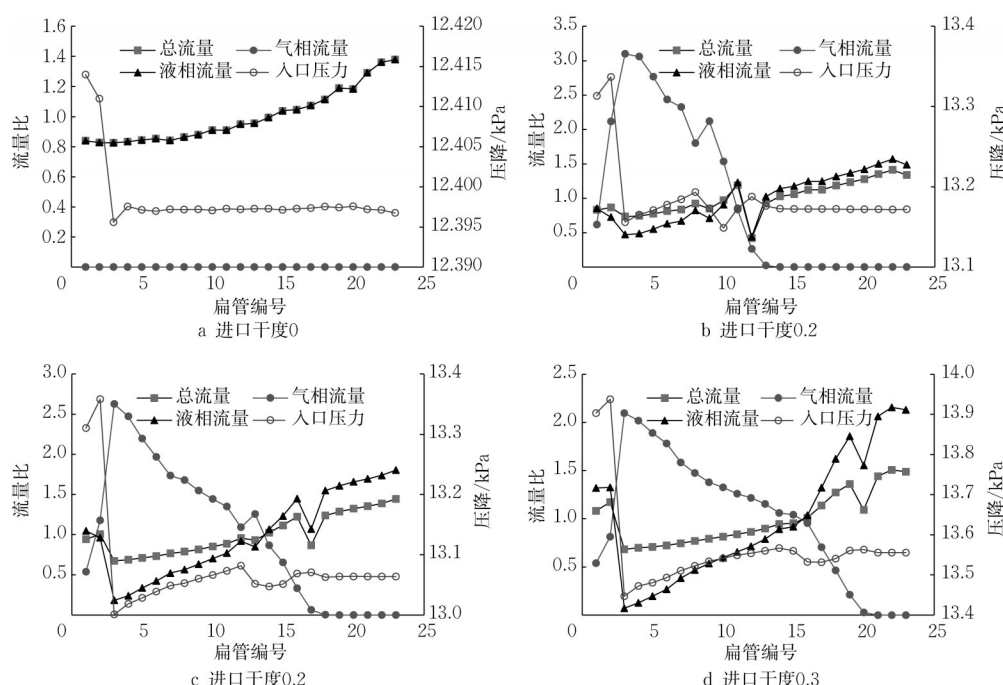 1.6
1.4
1.2
1.0
0.8
0.6
0.4
0.2
流量比
12.420
12.415
12.410
12.405
12.400
12.395
12.390
压降/kPa
总流量 气相流量
液相流量 入口压力
0 5 10 15 20 25
扁管编号
a 进口干度0
3.5
3.0
2.5
2.0
1.5
1.0
0.5
流量比
13.4
13.3
13.2
13.1
压降/kPa
总流量 气相流量
液相流量 入口压力
0 5 10 15 20 25
扁管编号
b 进口干度0.2
3.0
2.5
2.0
1.5
1.0
0.5
流量比
13.4
13.3
13.2
13.1
13.0
压降/kPa
总流量 气相流量
液相流量 入口压力
0 5 10 15 20 25
扁管编号
c 进口干度0.2
2.5
2.0
1.5
1.0
0.5
流量比
14.0
13.9
13.8
13.7
13.6
13.5
13.4
压降/kPa
总流量 气相流量
液相流量 入口压力
0 5 10 15 20 25
扁管编号
d 进口干度0.3